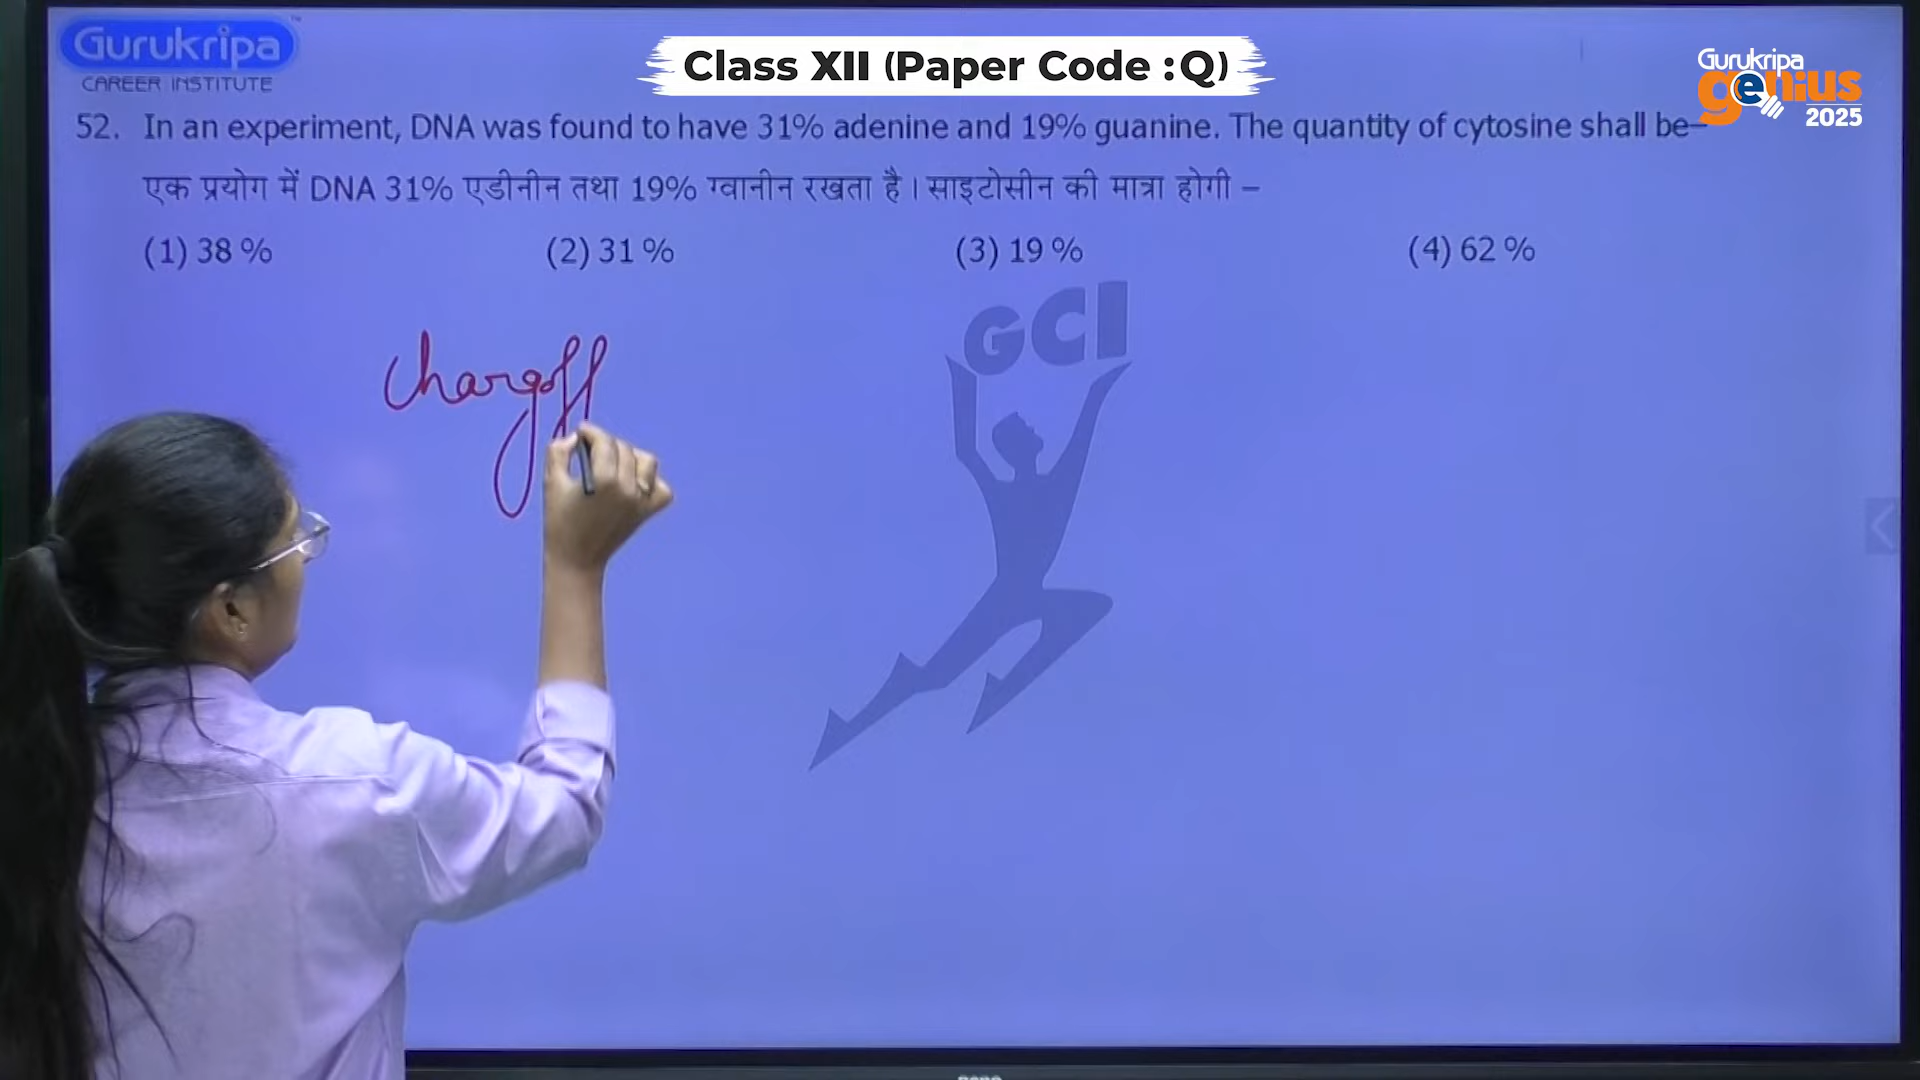 Gurukripa
CAREER INSTITUTE
Class XII (Paper Code :Q)
Gurukripa
genius
2025
52. In an experiment, DNA was found to have 31% adenine and 19% guanine. The quantity of cytosine shall be–
एक प्रयोग में DNA 31% एडीनीन तथा 19% ग्वानीन रखता है। साइटोसीन की मात्रा होगी –
(1) 38 % (2) 31 % (3) 19 % (4) 62 %
GCI
Chargoff